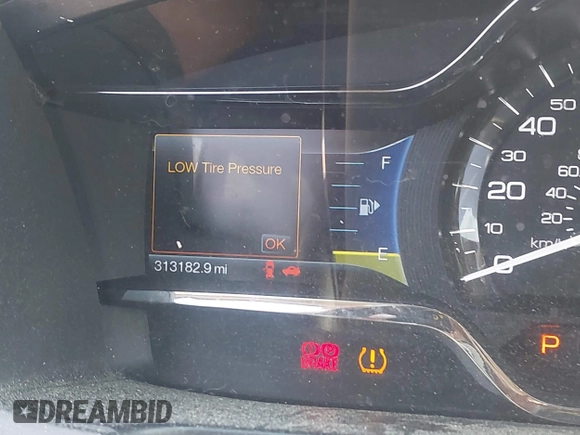 LOW Tire Pressure
OK
313182.9 mi
F
E
50
40
30
20
10
0
60
40
20
km/
P
BRAKE
DREAMBID